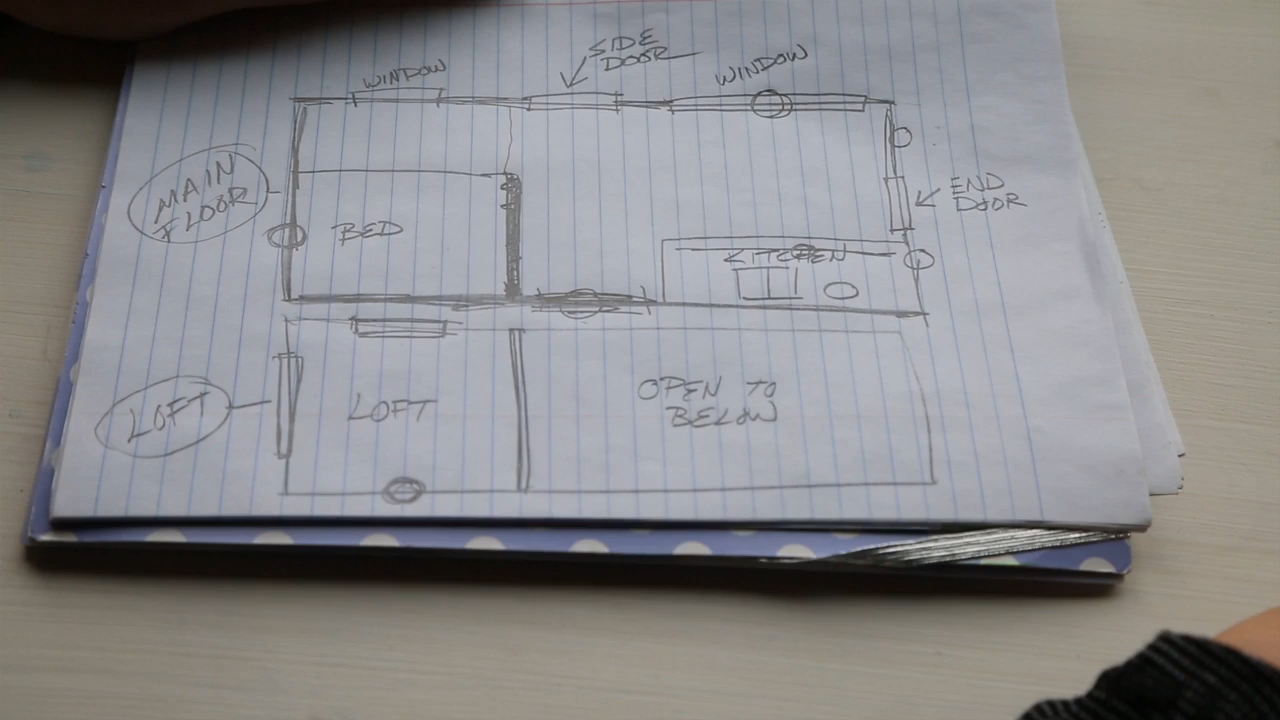 WINDOW
SIDE
DOOR
WINDOW
MAIN
FLOOR
END
DOOR
BED
KITCHEN
LOFT
LOFT
OPEN TO
BELOW